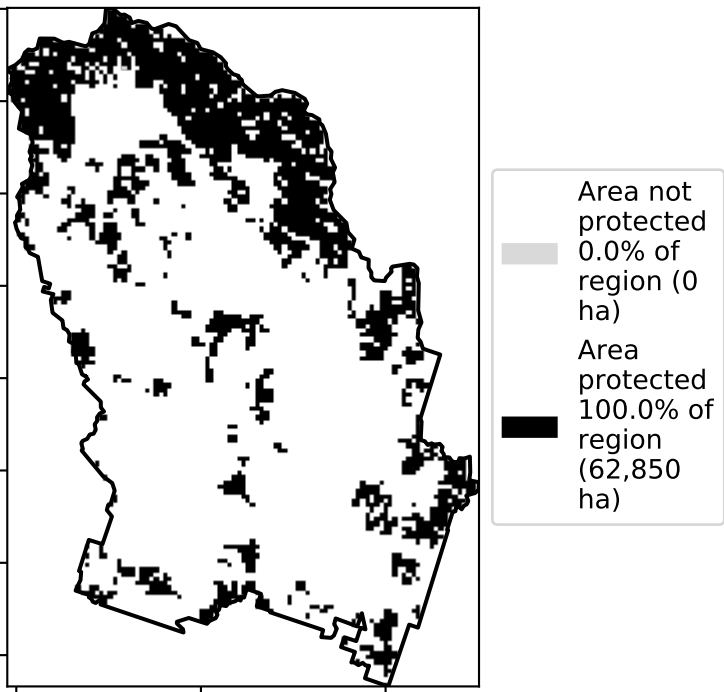 Area not
protected
0.0% of
region (0
ha)
Area
protected
100.0% of
region
(62,850
ha)